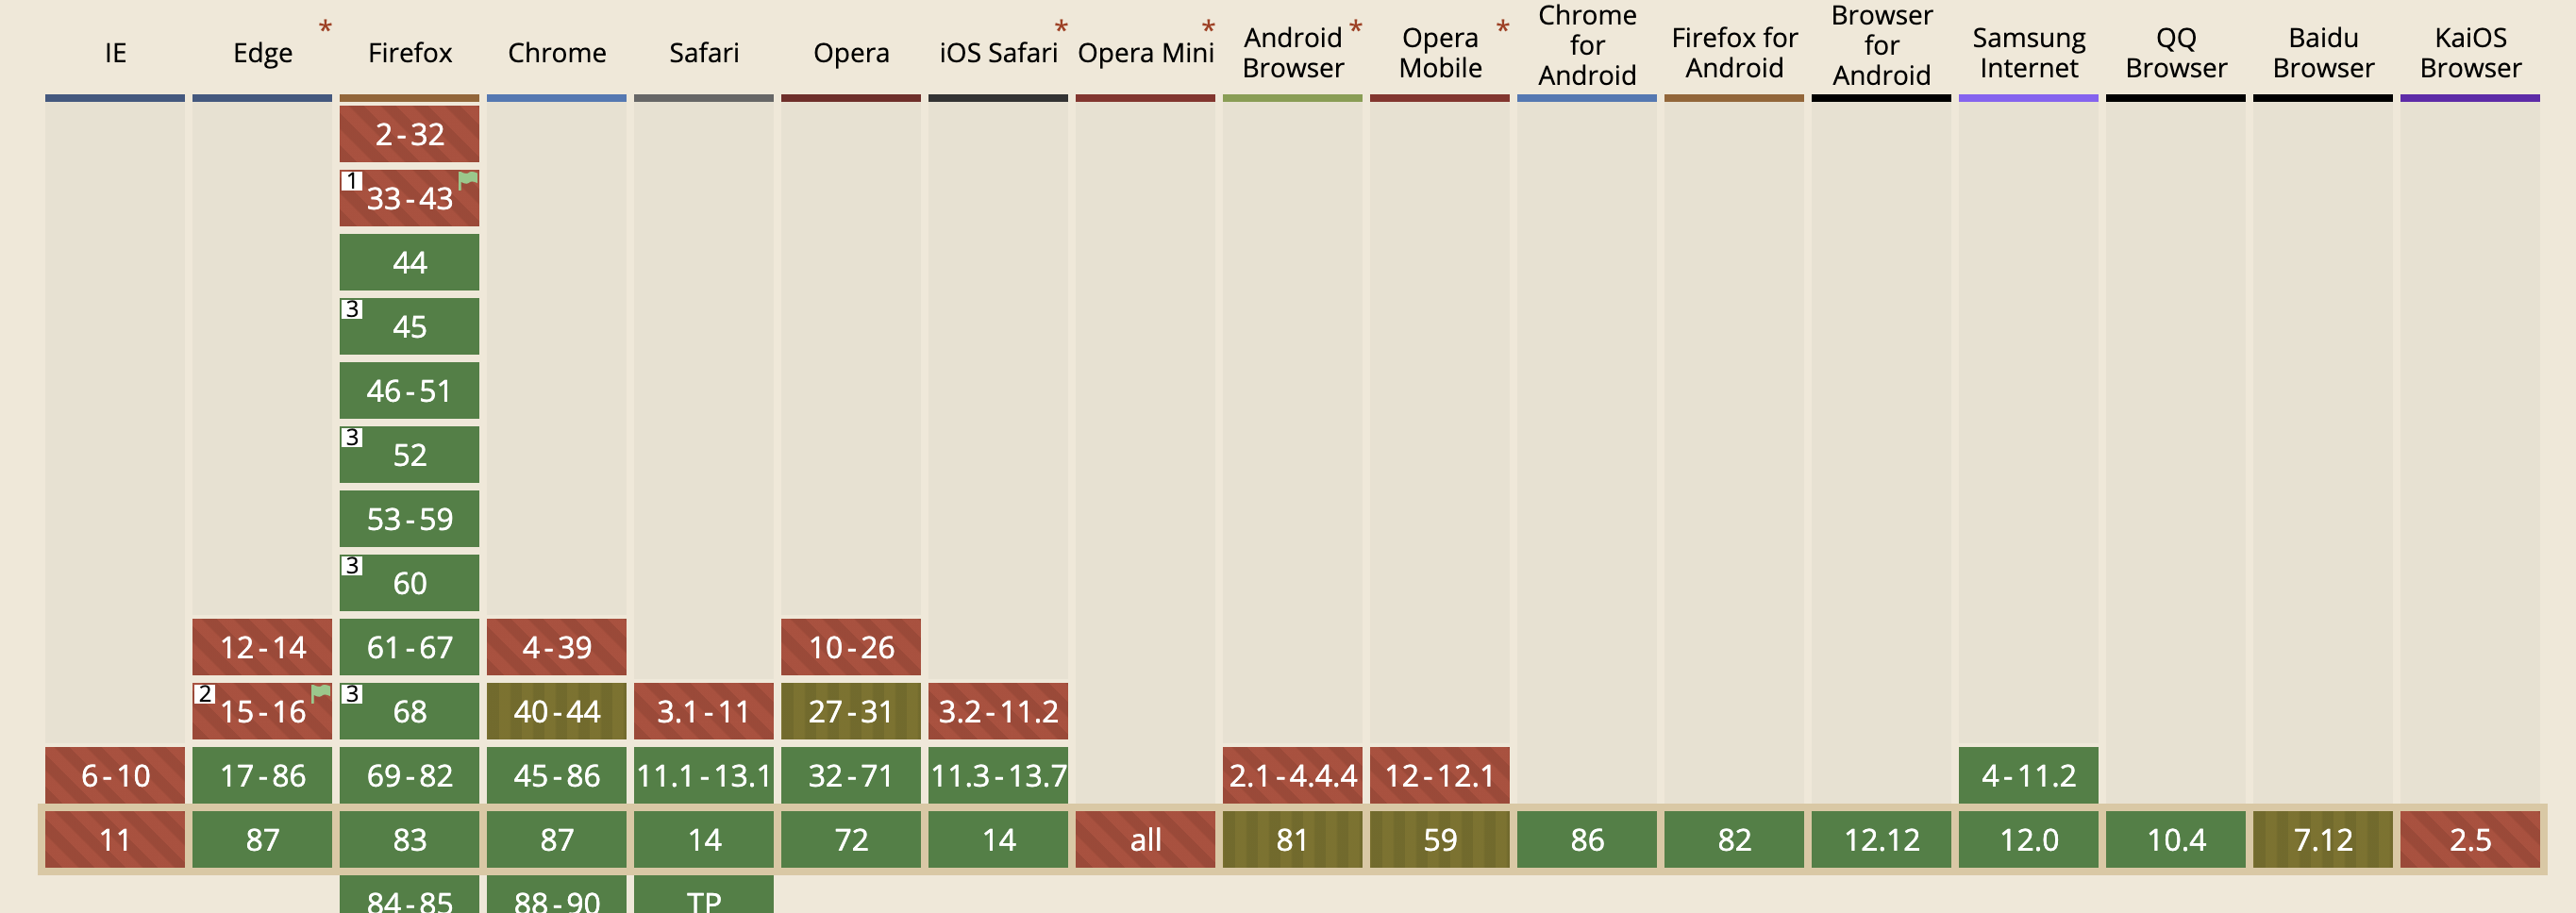 IE
Edge
*
Firefox
Chrome
Safari
Opera
iOS Safari
*
Opera Mini
*
Android
Browser
*
Opera
Mobile
*
Chrome
for
Android
Firefox for
Android
Browser
for
Android
Samsung
Internet
QQ
Browser
Baidu
Browser
KaiOS
Browser
2-32
1
33-43
44
3
45
46-51
3
52
53-59
3
60
12-14
61-67
4-39
10-26
2
15-16
3
68
40-44
3.1-11
27-31
3.2-11.2
6-10
17-86
69-82
45-86
11.1-13.1
32-71
11.3-13.7
2.1-4.4.4
12-12.1
4-11.2
11
87
83
87
14
72
14
all
81
59
86
82
12.12
12.0
10.4
7.12
2.5
84-85
88-90
TP